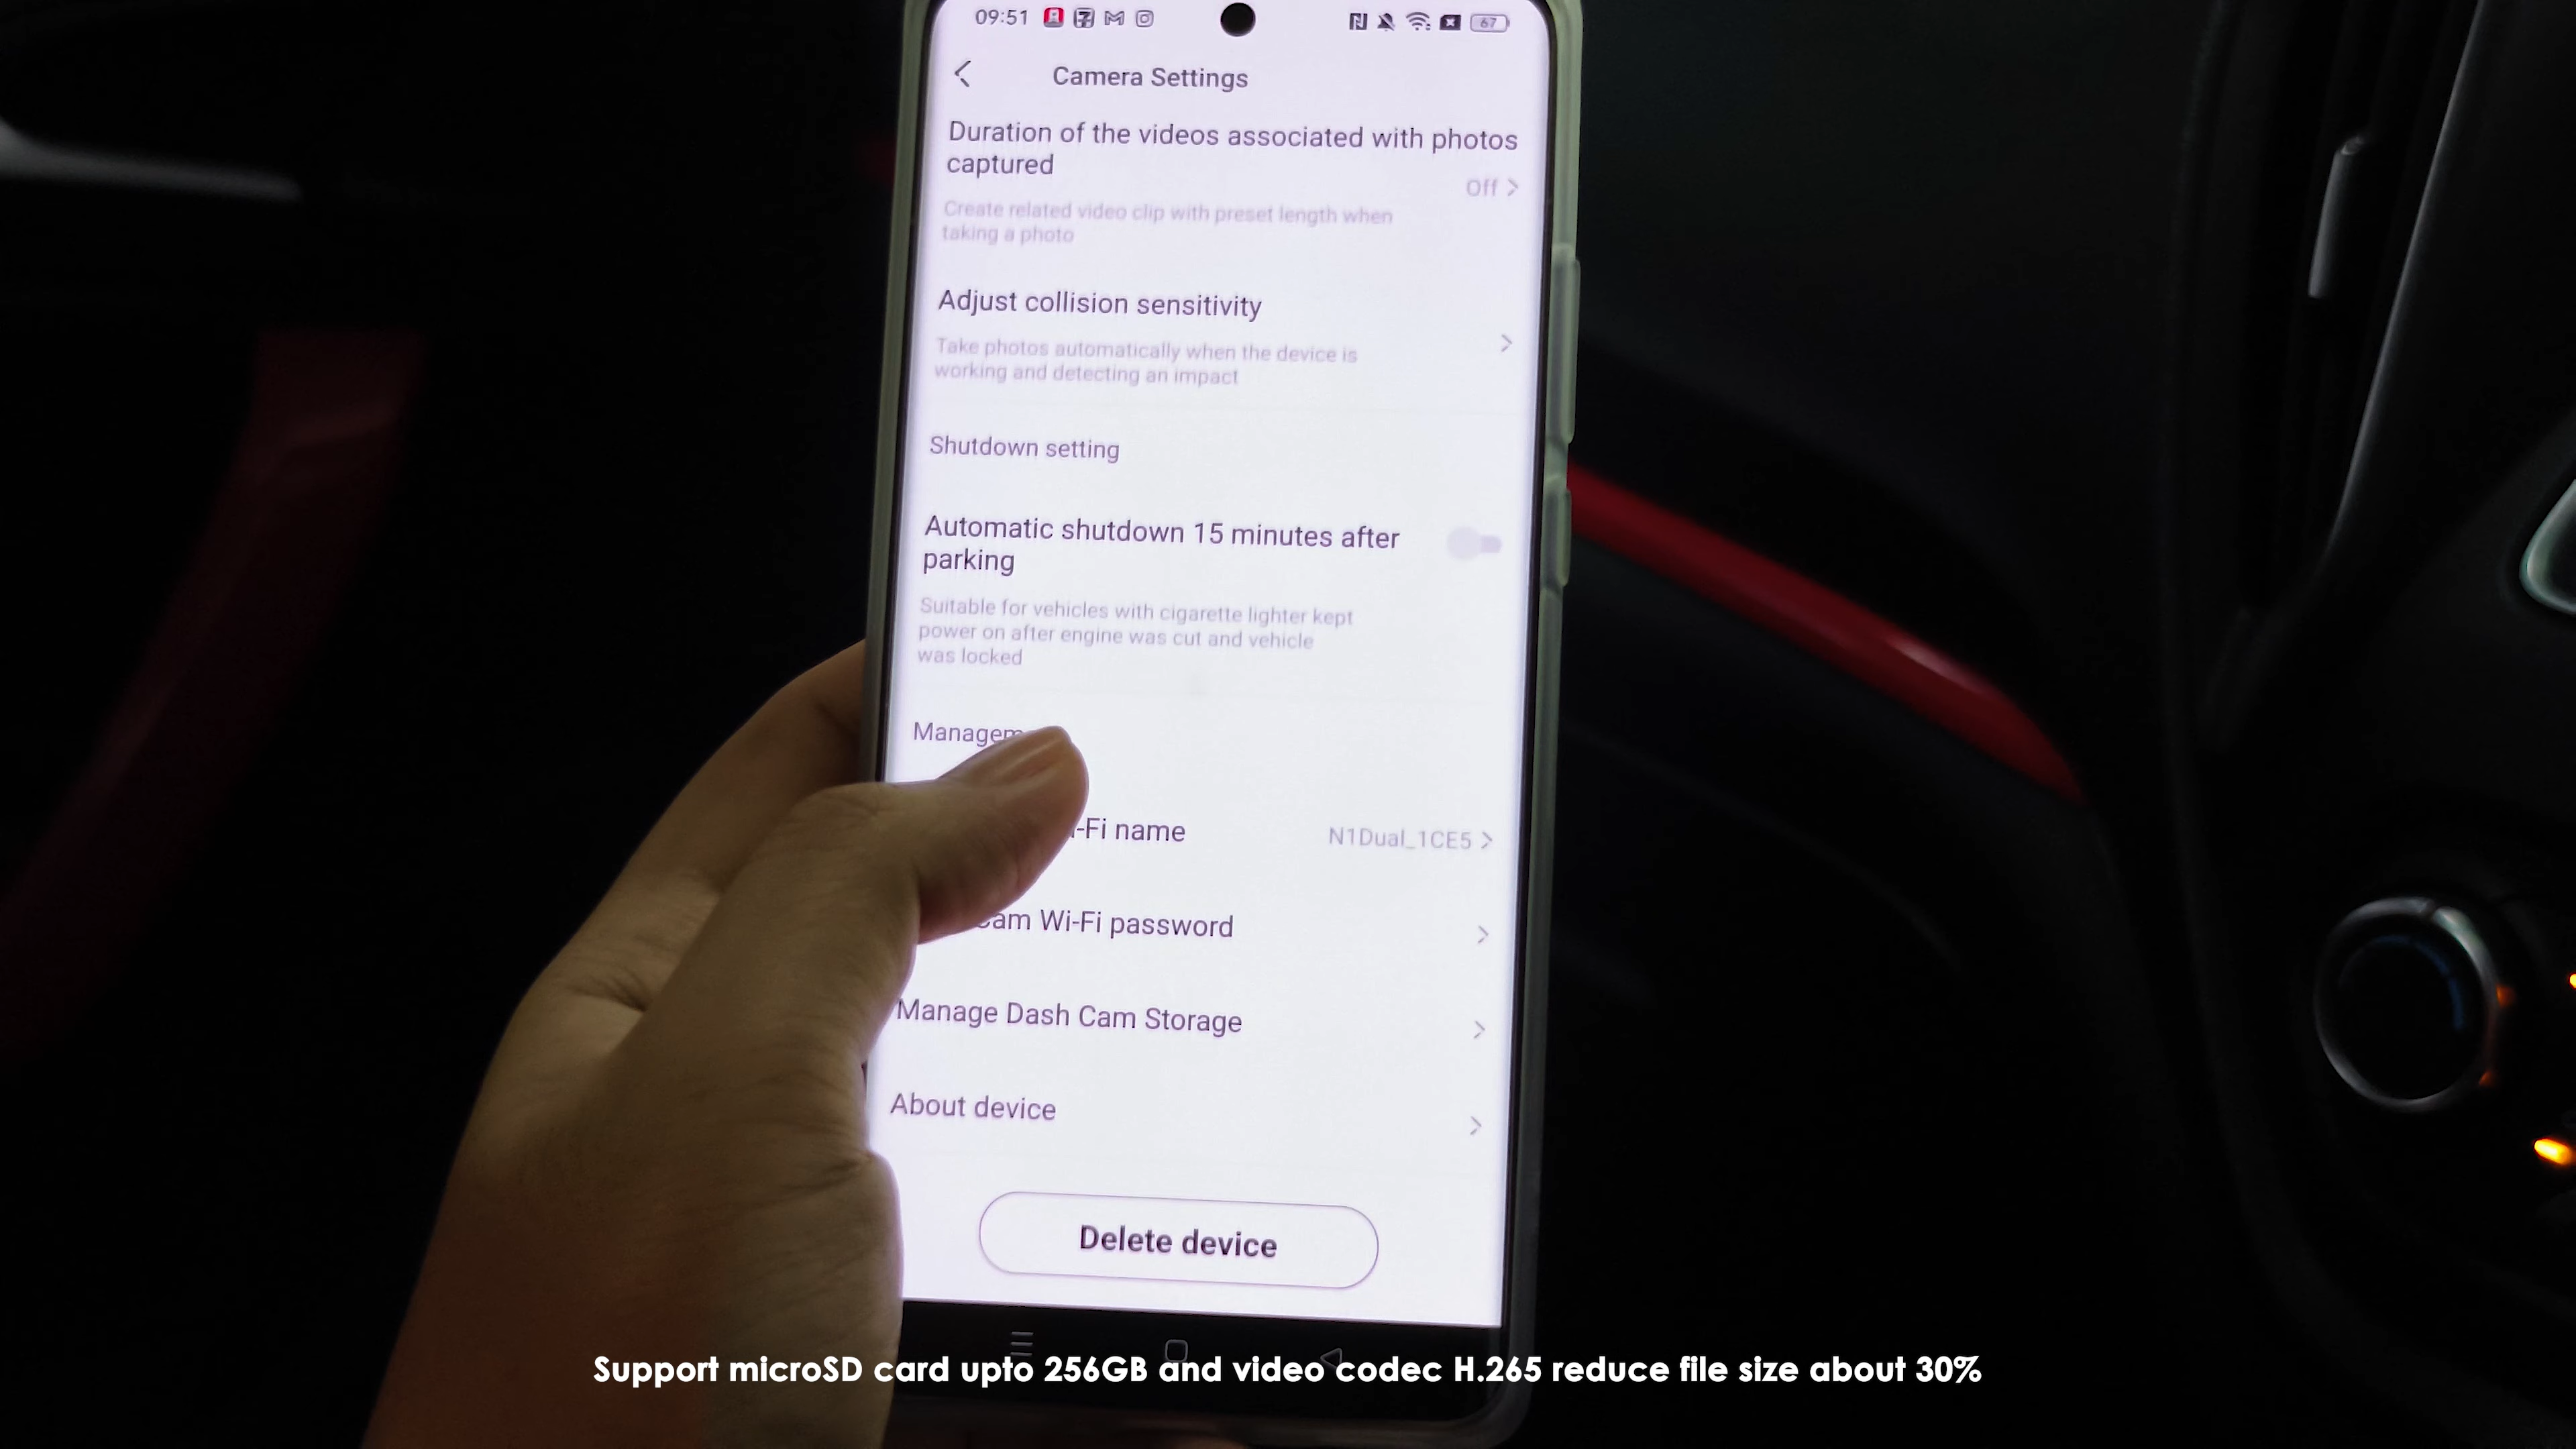 09:51
67
Camera Settings
Duration of the videos associated with photos
captured
Off
Create related video clip with preset length when
taking a photo
Adjust collision sensitivity
Take photos automatically when the device is
working and detecting an impact
Shutdown setting
Automatic shutdown 15 minutes after
parking
Suitable for vehicles with cigarette lighter kept
power on after engine was cut and vehicle
was locked
-Fi name
N1Dual_1CE5
Wi-Fi password
Manage Dash Cam Storage
About device
Delete device
Support microSD card upto 256GB and video codec H.265 reduce file size about 30%